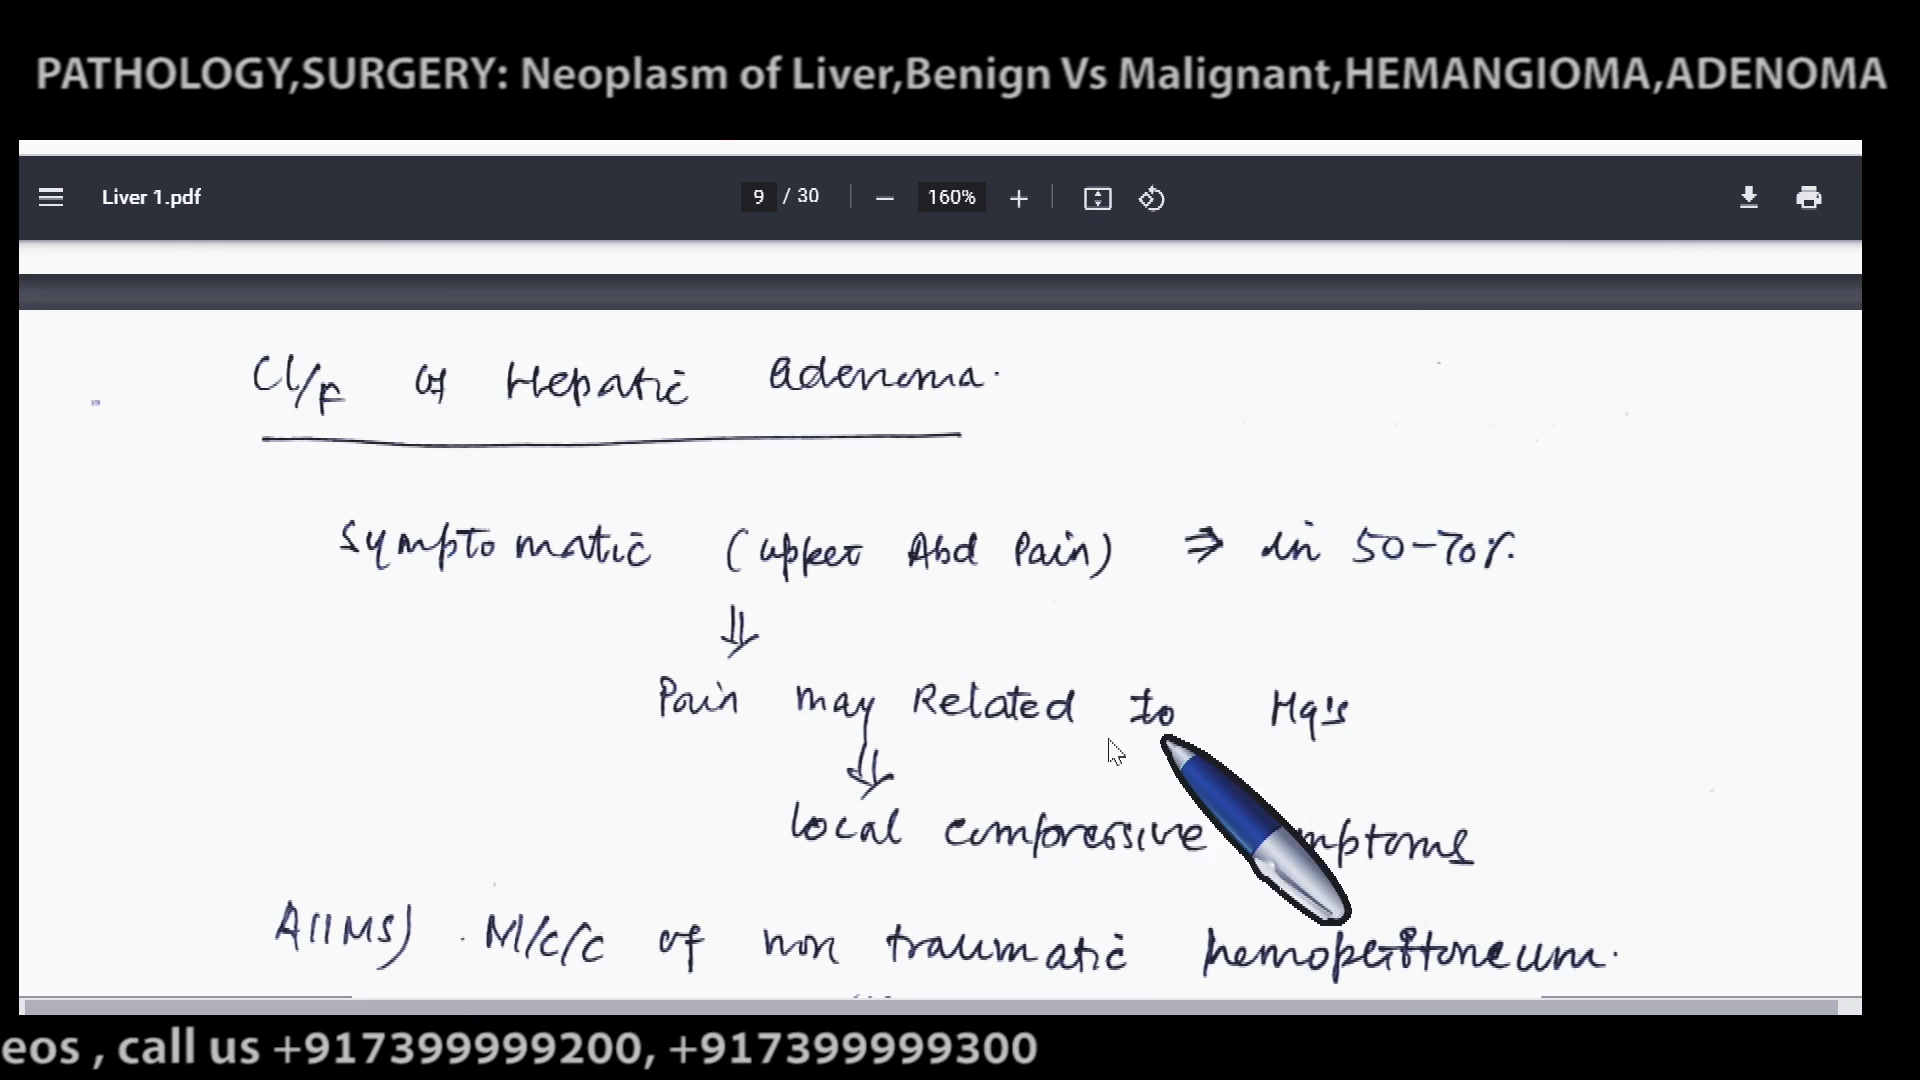 PATHOLOGY,SURGERY: Neoplasm of Liver,Benign Vs Malignant,HEMANGIOMA,ADENOMA
Liver 1.pdf
9 / 30
160%
Cl/F of Hepatic adenoma.
Symptomatic (upper Abd Pain) ⇒ in 50-70%.
⇓
Pain may Related to Hg's
⇓
local compressive mptoms
AIIMS) . M/C/C of non traumatic hemoperitoneum.
eos , call us +917399999200, +917399999300